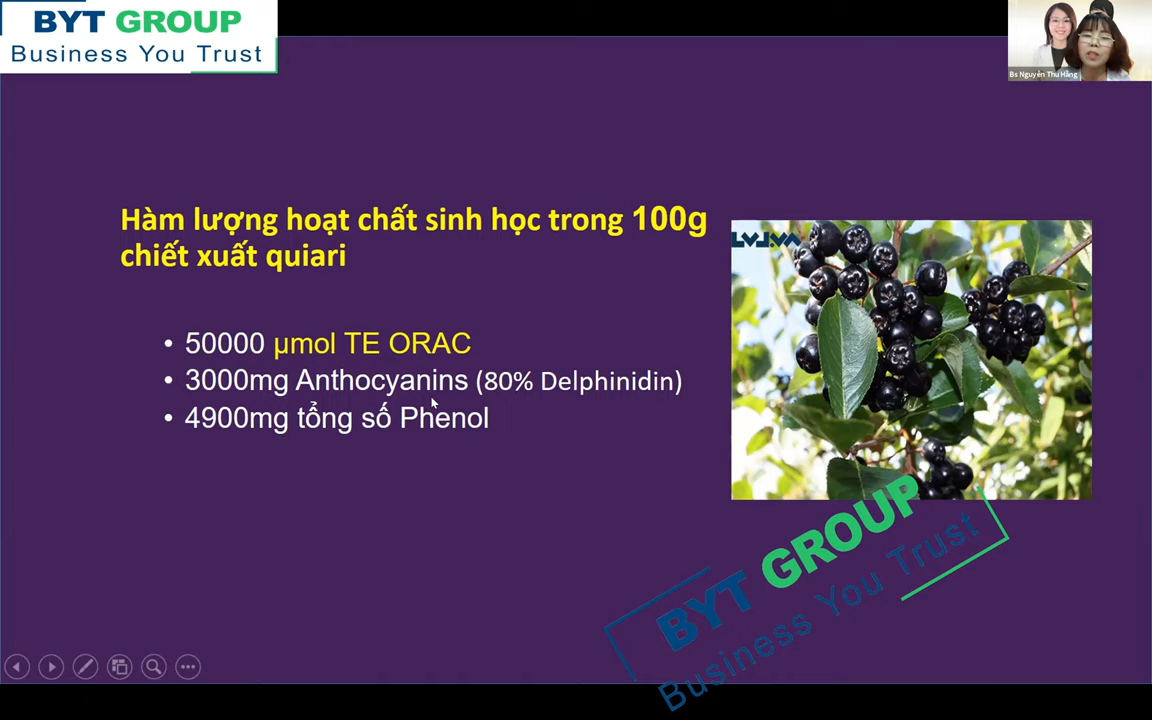 BYT GROUP
Business You Trust
Bs Nguyễn Thu Hằng
Hàm lượng hoạt chất sinh học trong 100g
chiết xuất quiari
• 50000 µmol TE ORAC
• 3000mg Anthocyanins (80% Delphinidin)
• 4900mg tổng số Phenol
BYT GROUP
Business You Trust